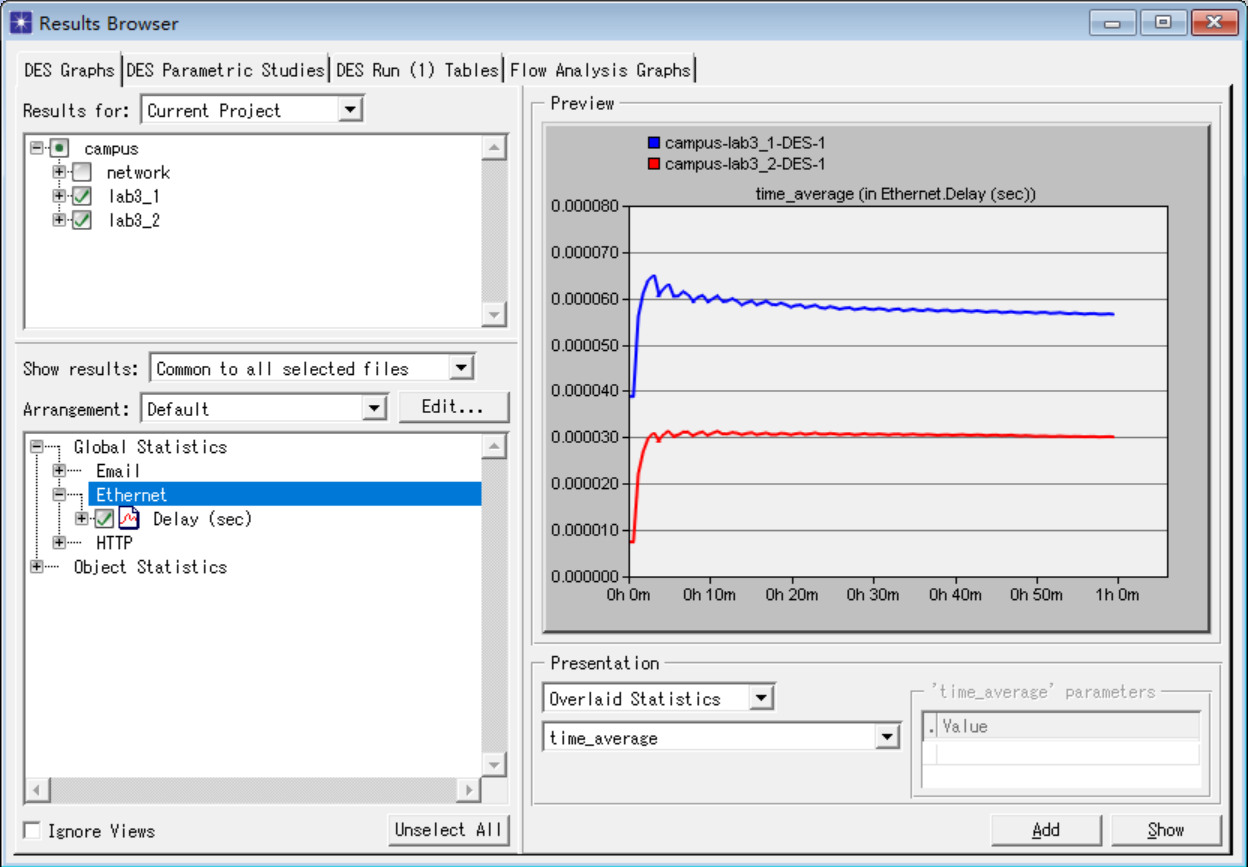 Results Browser
DES Graphs DES Parametric Studies DES Run (1) Tables Flow Analysis Graphs
Results for: Current Project
campus
network
lab3_1
lab3_2
Show results: Common to all selected files
Arrangement: Default Edit...
Global Statistics
Email
Ethernet
Delay (sec)
HTTP
Object Statistics
Ignore Views Unselect All
Preview
campus-lab3_1-DES-1
campus-lab3_2-DES-1
time_average (in Ethernet.Delay (sec))
0.000080
0.000070
0.000060
0.000050
0.000040
0.000030
0.000020
0.000010
0.000000
0h 0m 0h 10m 0h 20m 0h 30m 0h 40m 0h 50m 1h 0m
Presentation
Overlaid Statistics
time_average
'time_average' parameters
. Value
Add Show